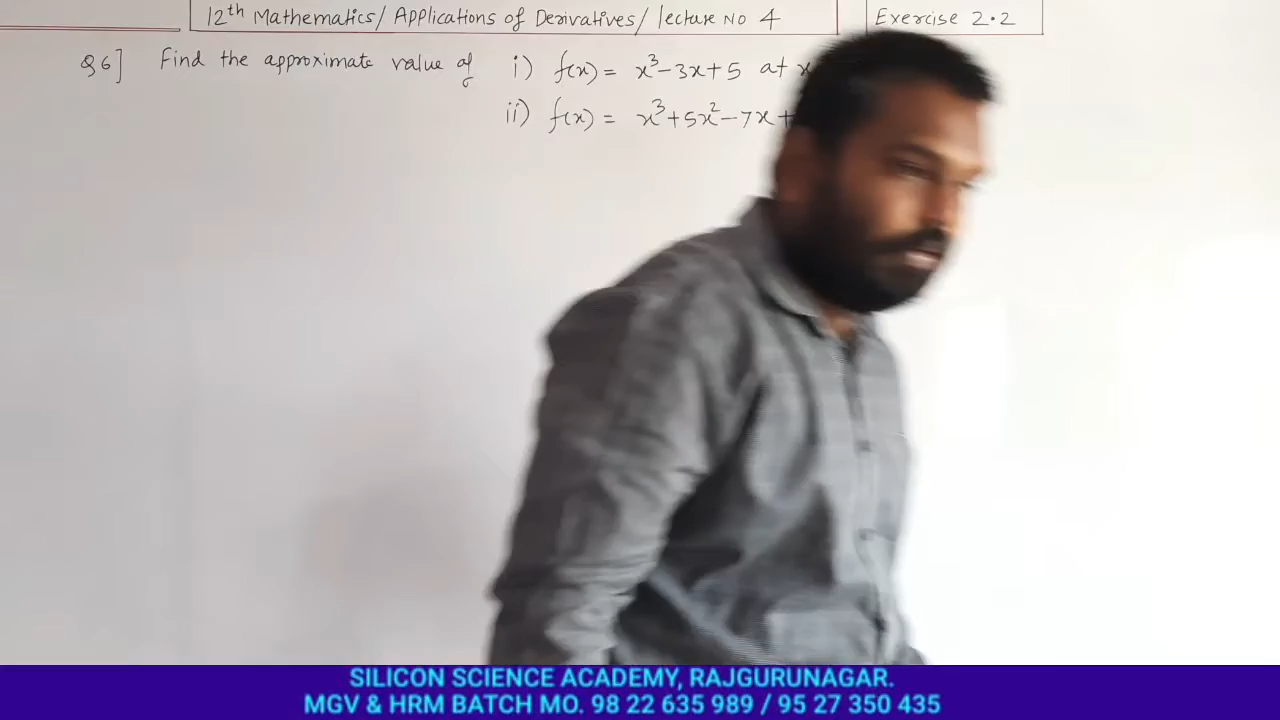 12th Mathematics/ Applications of Derivatives/ lecture No 4
Exercise 2.2
Q6] Find the approximate value of i) f(x) = x³-3x+5 at x
ii) f(x) = x³+5x²-7x+
SILICON SCIENCE ACADEMY, RAJGURUNAGAR.
MGV & HRM BATCH MO. 98 22 635 989 / 95 27 350 435